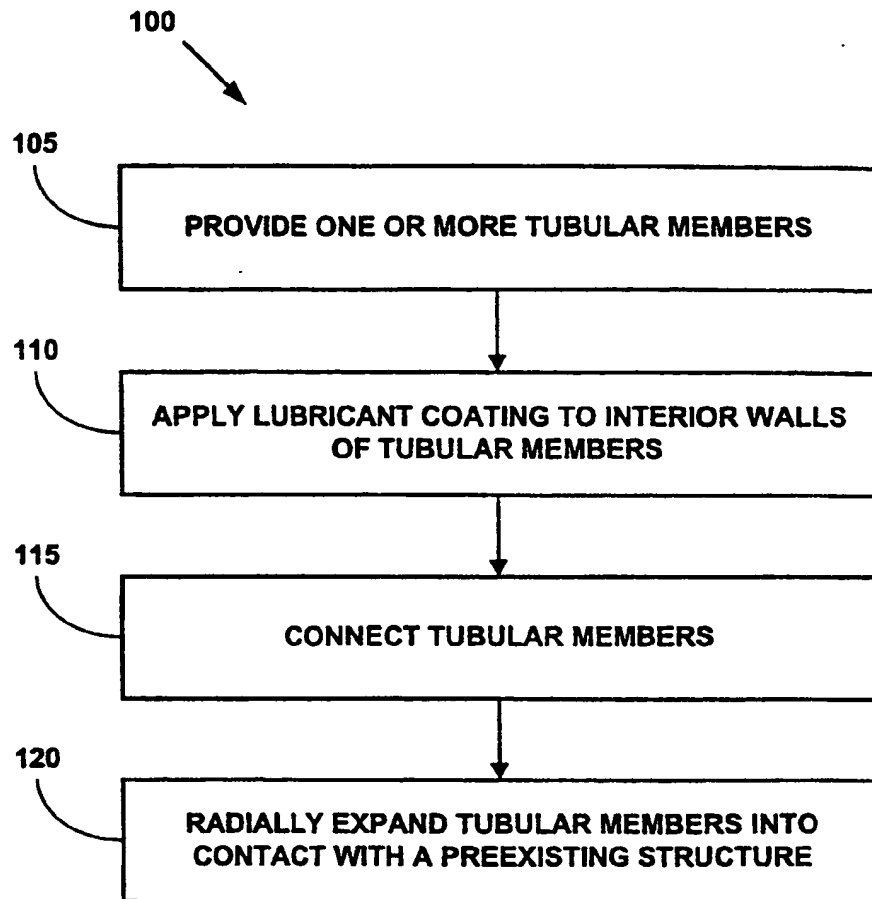 100
105
PROVIDE ONE OR MORE TUBULAR MEMBERS
110
APPLY LUBRICANT COATING TO INTERIOR WALLS
OF TUBULAR MEMBERS
115
CONNECT TUBULAR MEMBERS
120
RADIALLY EXPAND TUBULAR MEMBERS INTO
CONTACT WITH A PREEXISTING STRUCTURE